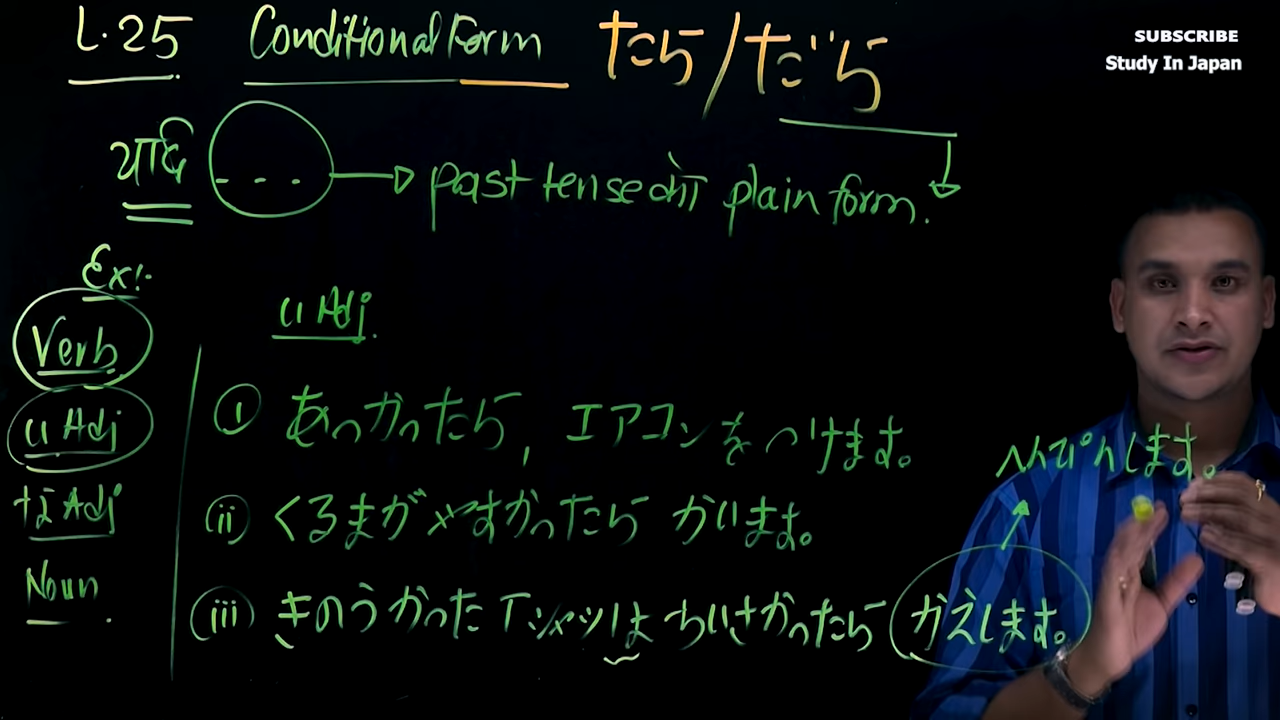 L.25 Conditional Form たら/だら
SUBSCRIBE
Study In Japan
यदि ... → past tense को plain form.
Ex:-
Verb
い Adj
な Adj
Noun
い Adj.
① あつかったら, エアコンをつけます。
(ii) くるまがやすかったら かいます。
(iii) きのうかったTシャツは ちいさかったら かえします。
へんぴんします。